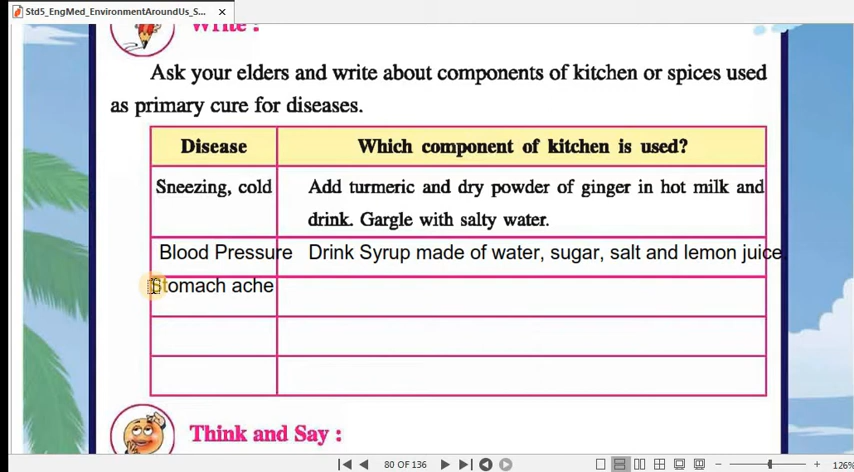 Std5_EngMed_EnvironmentAroundUs_S... ×
Write :
Ask your elders and write about components of kitchen or spices used
as primary cure for diseases.
Disease Which component of kitchen is used?
Sneezing, cold Add turmeric and dry powder of ginger in hot milk and
drink. Gargle with salty water.
Blood Pressure Drink Syrup made of water, sugar, salt and lemon juice.
Stomach ache
Think and Say :
80 OF 136 126%